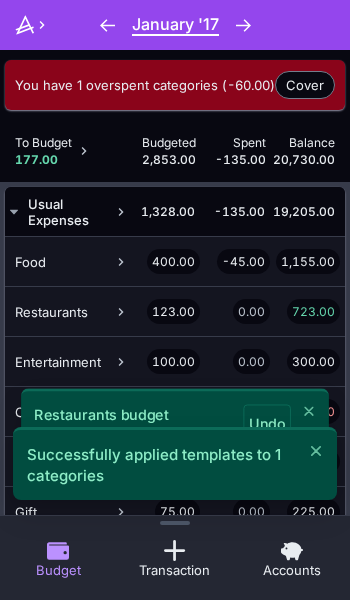 January '17
You have 1 overspent categories (-60.00) Cover
To Budget Budgeted Spent Balance
177.00 2,853.00 -135.00 20,730.00
Usual Expenses 1,328.00 -135.00 19,205.00
Food 400.00 -45.00 1,155.00
Restaurants 123.00 0.00 723.00
Entertainment 100.00 0.00 300.00
Restaurants budget Undo
Successfully applied templates to 1
categories
Gift 75.00 0.00 225.00
Budget Transaction Accounts